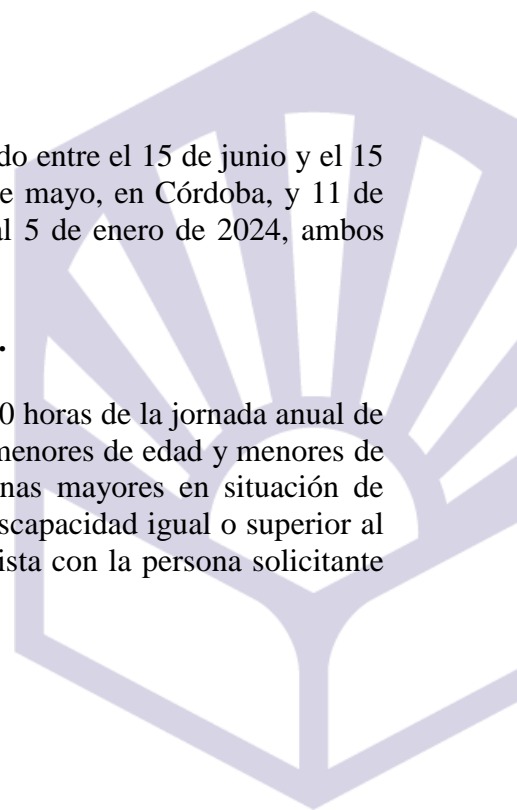 do entre el 15 de junio y el 15
e mayo, en Córdoba, y 11 de
al 5 de enero de 2024, ambos
.
0 horas de la jornada anual de
menores de edad y menores de
nas mayores en situación de
scapacidad igual o superior al
ista con la persona solicitante